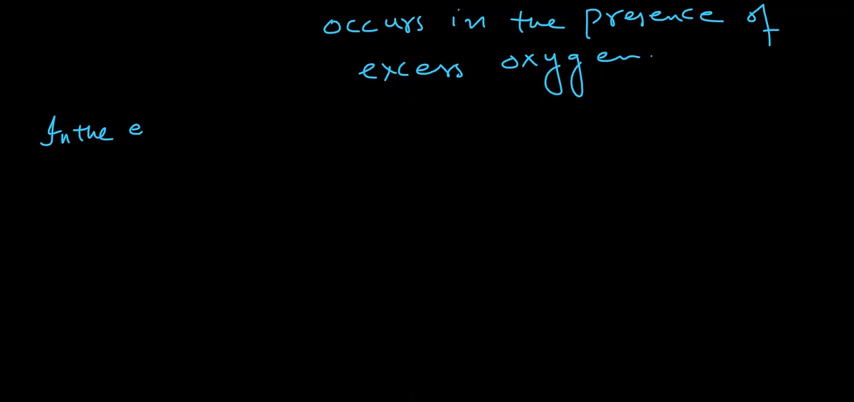 occurs in the presence of
excess oxygen.
In the e